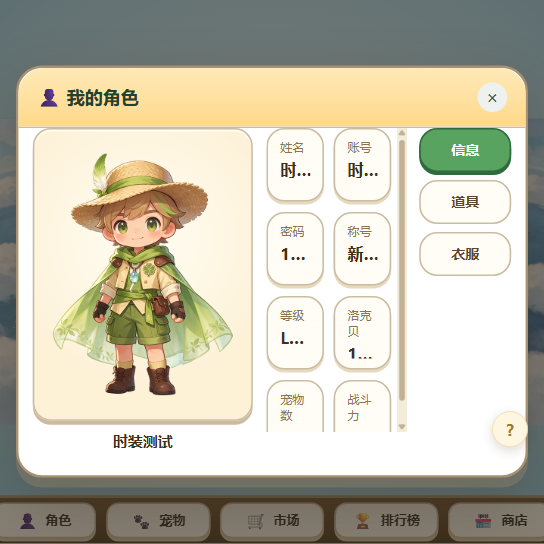 我的角色
×
姓名
时...
账号
时...
密码
1...
称号
新...
等级
L...
洛克
贝
1...
宠物
数
战斗
力
信息
道具
衣服
时装测试
?
角色
宠物
市场
排行榜
商店